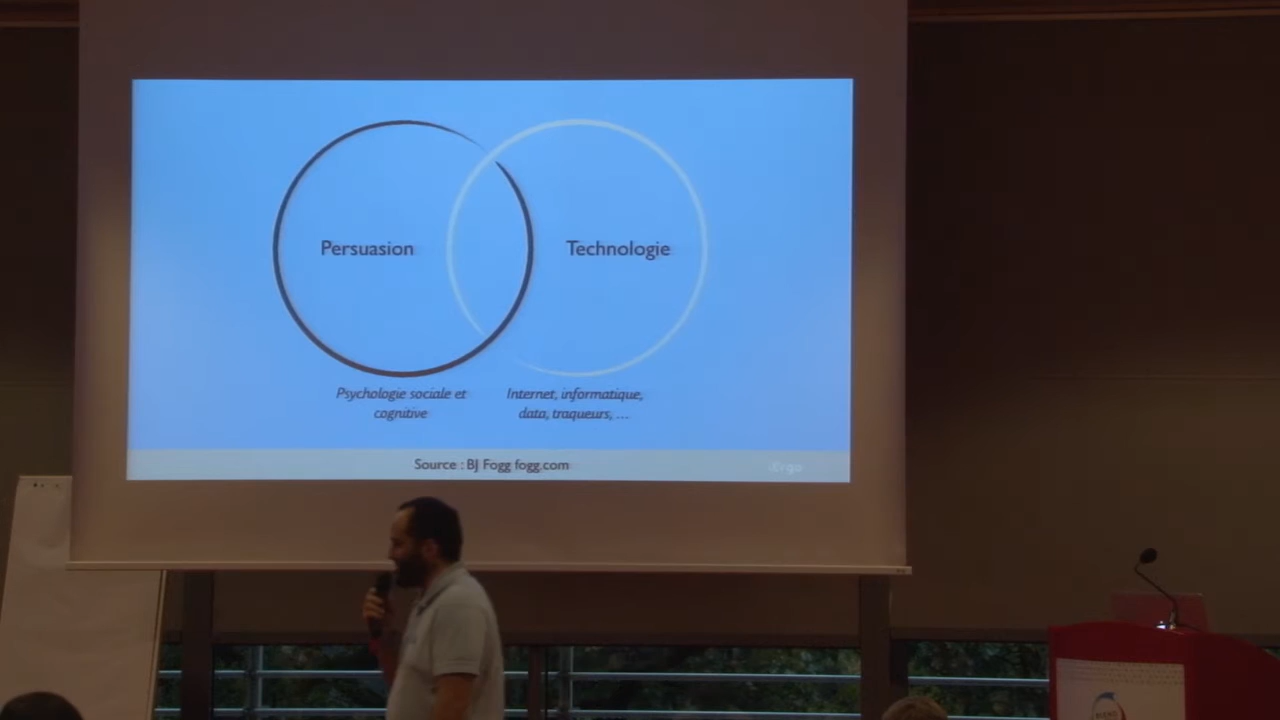 Persuasion
Technologie
Psychologie sociale et
cognitive
Internet, informatique,
data, traqueurs, ...
Source : BJ Fogg fogg.com